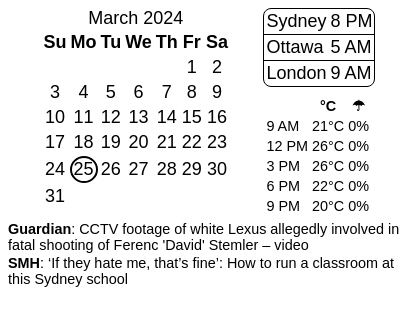 March 2024
Su Mo Tu We Th Fr Sa
1 2
3 4 5 6 7 8 9
10 11 12 13 14 15 16
17 18 19 20 21 22 23
24 25 26 27 28 29 30
31
Sydney 8 PM
Ottawa 5 AM
London 9 AM
°C ☂
9 AM 21°C 0%
12 PM 26°C 0%
3 PM 26°C 0%
6 PM 22°C 0%
9 PM 20°C 0%
Guardian: CCTV footage of white Lexus allegedly involved in
fatal shooting of Ferenc 'David' Stemler – video
SMH: ‘If they hate me, that’s fine’: How to run a classroom at
this Sydney school